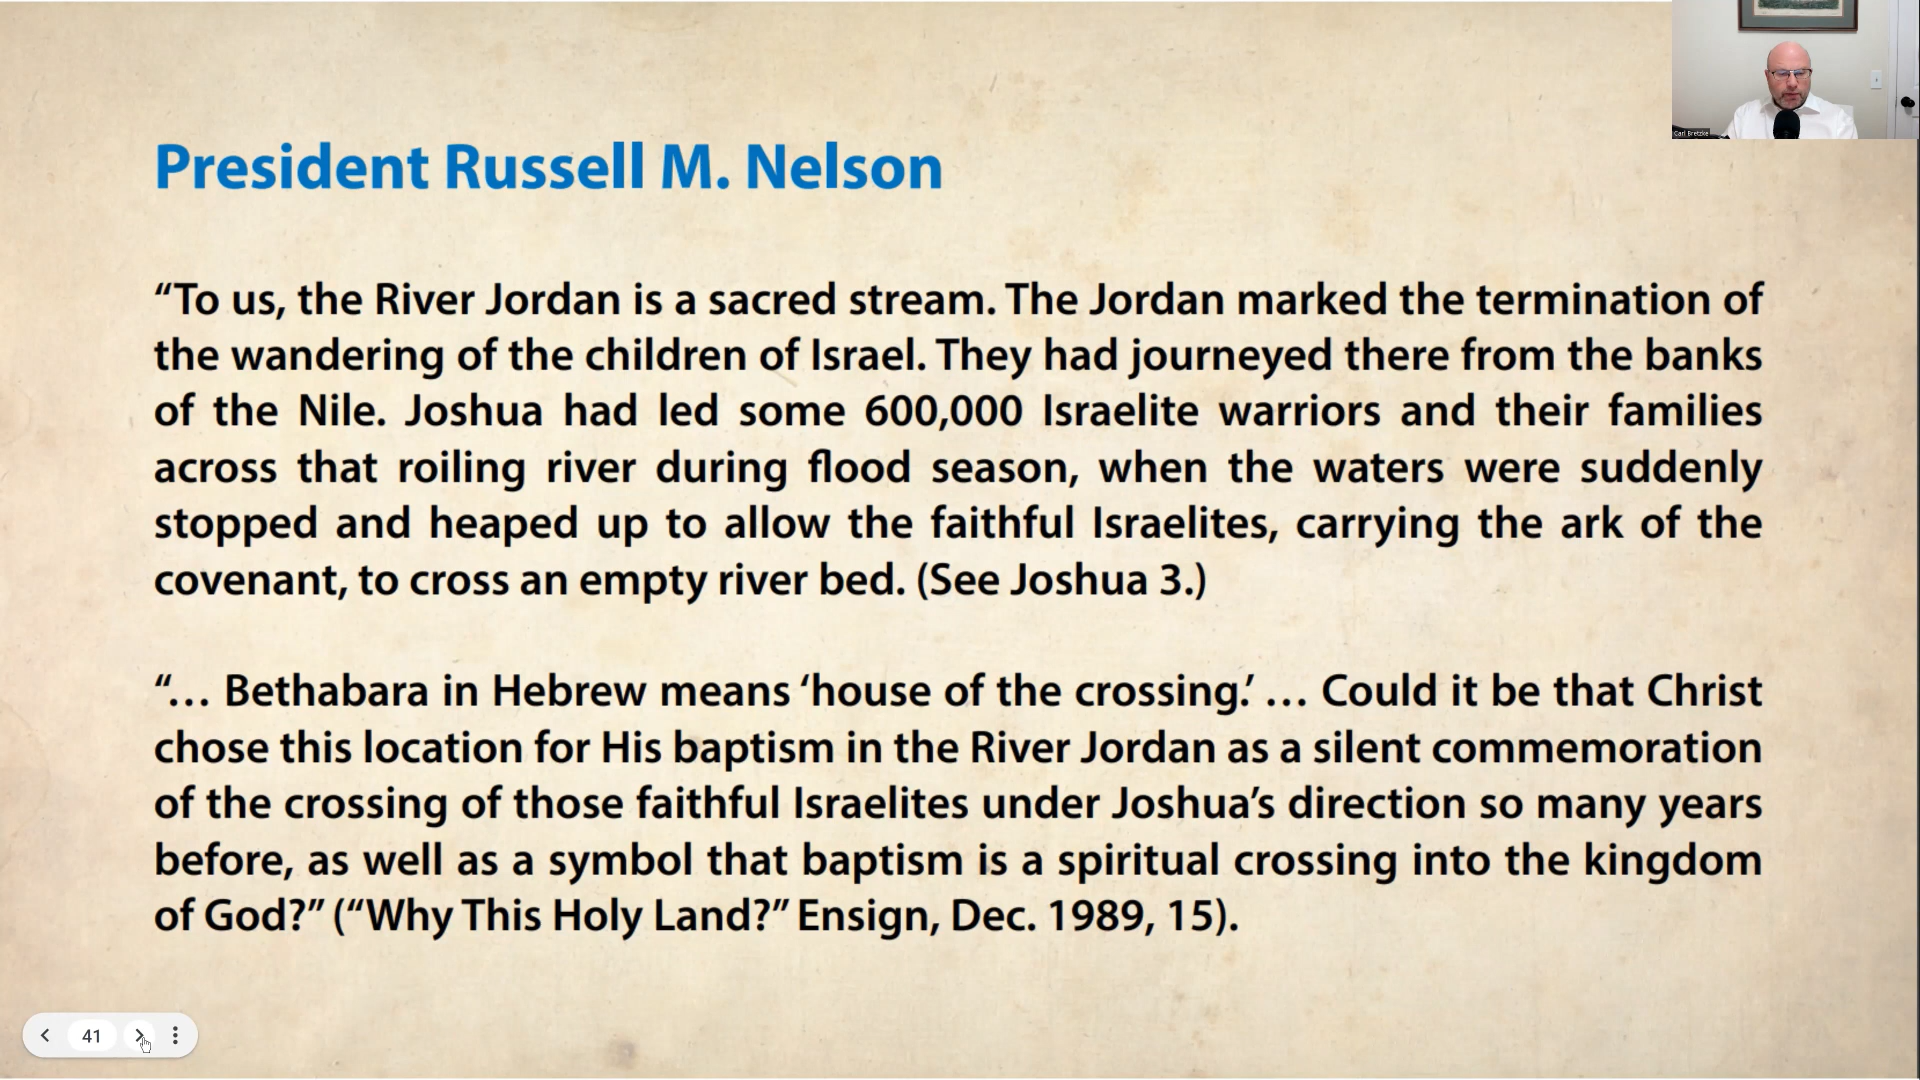 President Russell M. Nelson
“To us, the River Jordan is a sacred stream. The Jordan marked the termination of
the wandering of the children of Israel. They had journeyed there from the banks
of the Nile. Joshua had led some 600,000 Israelite warriors and their families
across that roiling river during flood season, when the waters were suddenly
stopped and heaped up to allow the faithful Israelites, carrying the ark of the
covenant, to cross an empty river bed. (See Joshua 3.)
“… Bethabara in Hebrew means ‘house of the crossing.’ … Could it be that Christ
chose this location for His baptism in the River Jordan as a silent commemoration
of the crossing of those faithful Israelites under Joshua’s direction so many years
before, as well as a symbol that baptism is a spiritual crossing into the kingdom
of God?” (“Why This Holy Land?” Ensign, Dec. 1989, 15).
Carl Bretzke
41